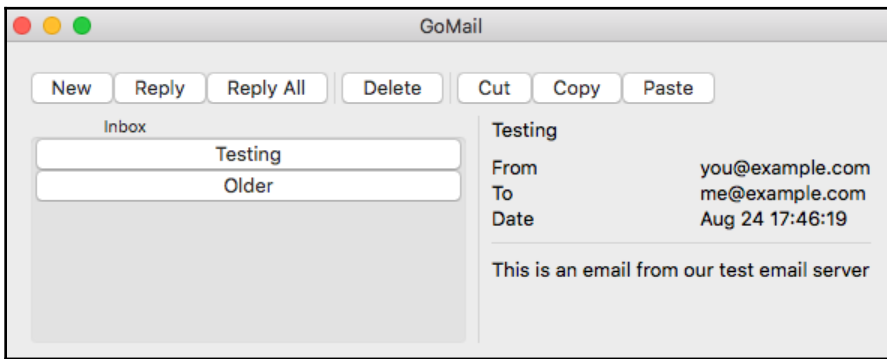 GoMail
New Reply Reply All Delete Cut Copy Paste
Inbox
Testing
Older
Testing
From you@example.com
To me@example.com
Date Aug 24 17:46:19
This is an email from our test email server